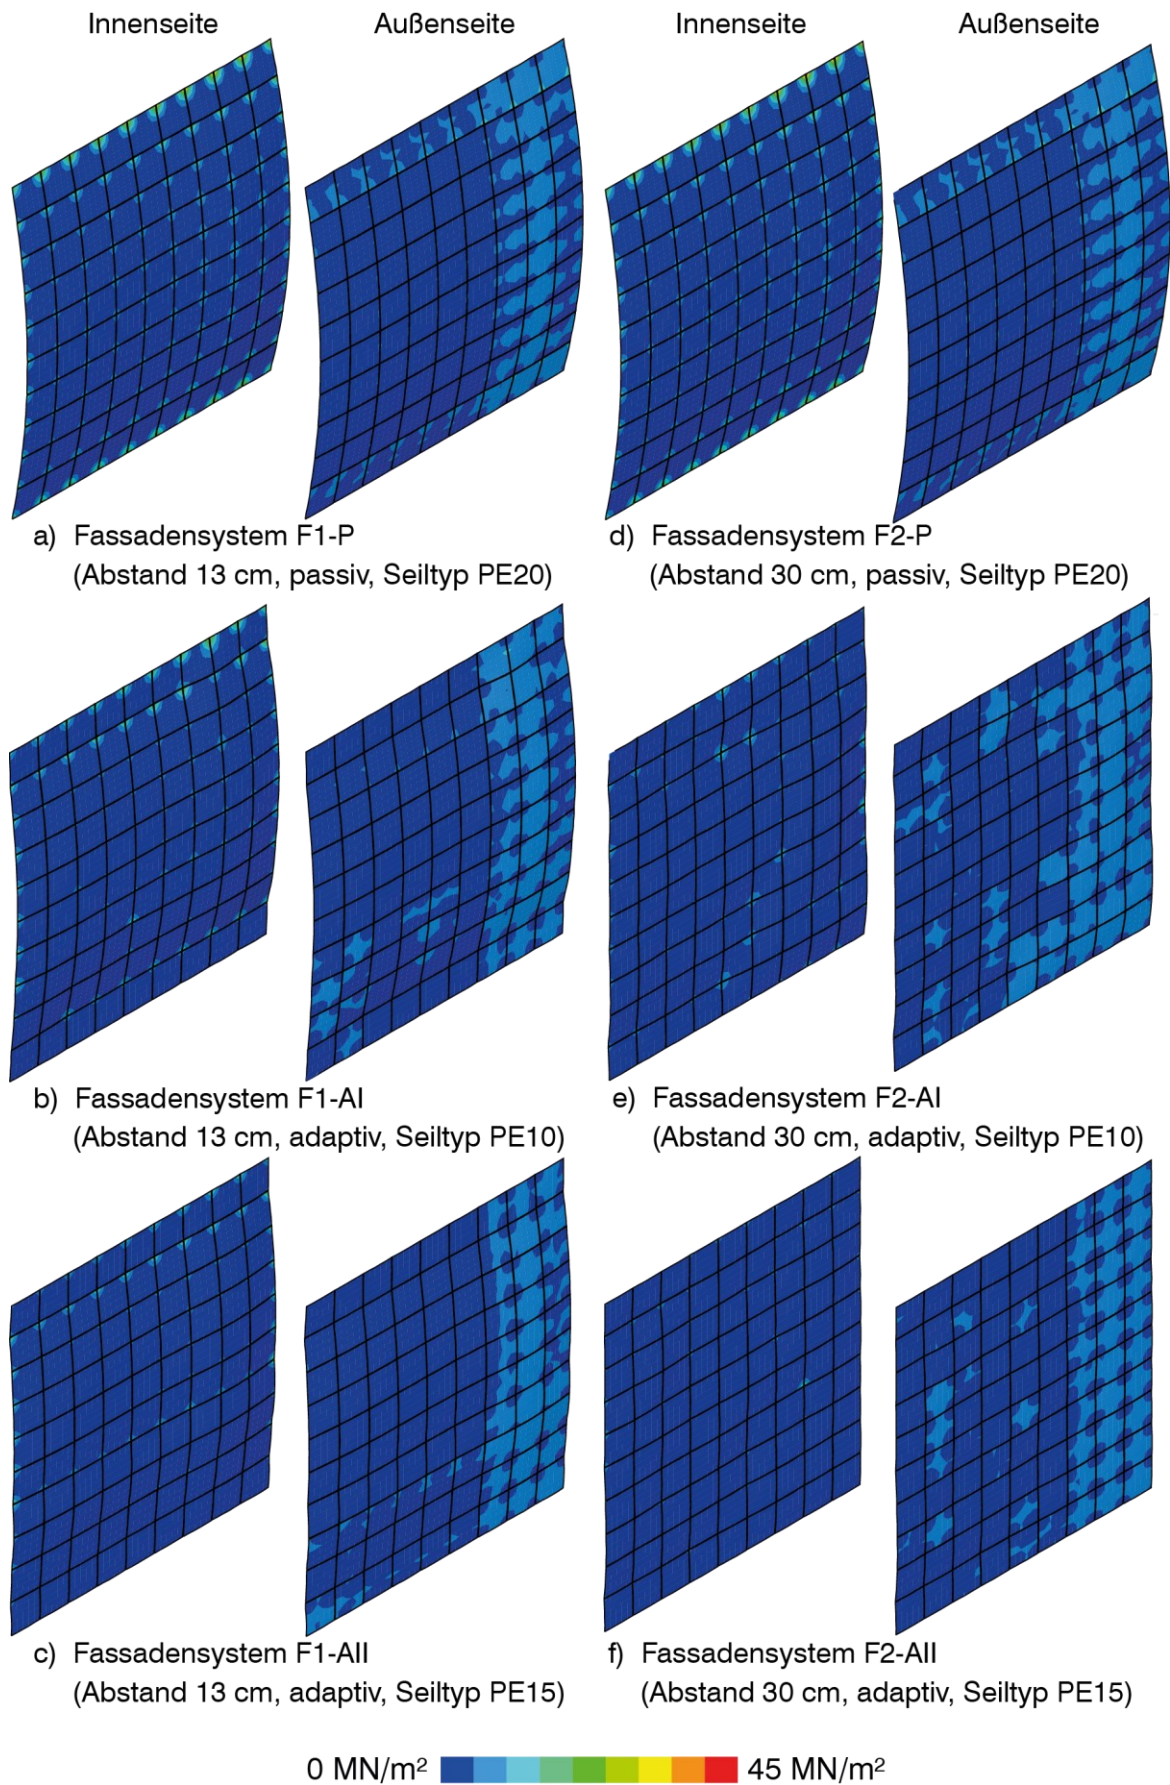 Innenseite Außenseite Innenseite Außenseite
a) Fassadensystem F1-P
(Abstand 13 cm, passiv, Seiltyp PE20)
d) Fassadensystem F2-P
(Abstand 30 cm, passiv, Seiltyp PE20)
b) Fassadensystem F1-AI
(Abstand 13 cm, adaptiv, Seiltyp PE10)
e) Fassadensystem F2-AI
(Abstand 30 cm, adaptiv, Seiltyp PE10)
c) Fassadensystem F1-AII
(Abstand 13 cm, adaptiv, Seiltyp PE15)
f) Fassadensystem F2-AII
(Abstand 30 cm, adaptiv, Seiltyp PE15)
0 MN/m² 45 MN/m²